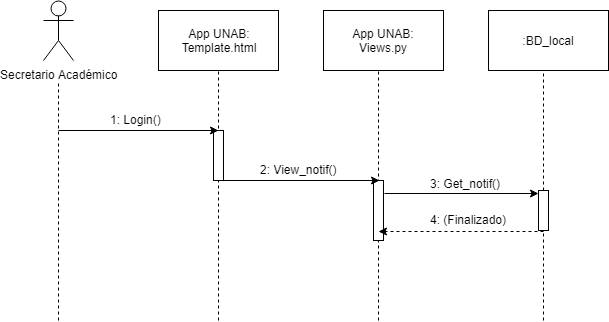 App UNAB:
Template.html
App UNAB:
Views.py
:BD_local
Secretario Académico
1: Login()
2: View_notif()
3: Get_notif()
4: (Finalizado)